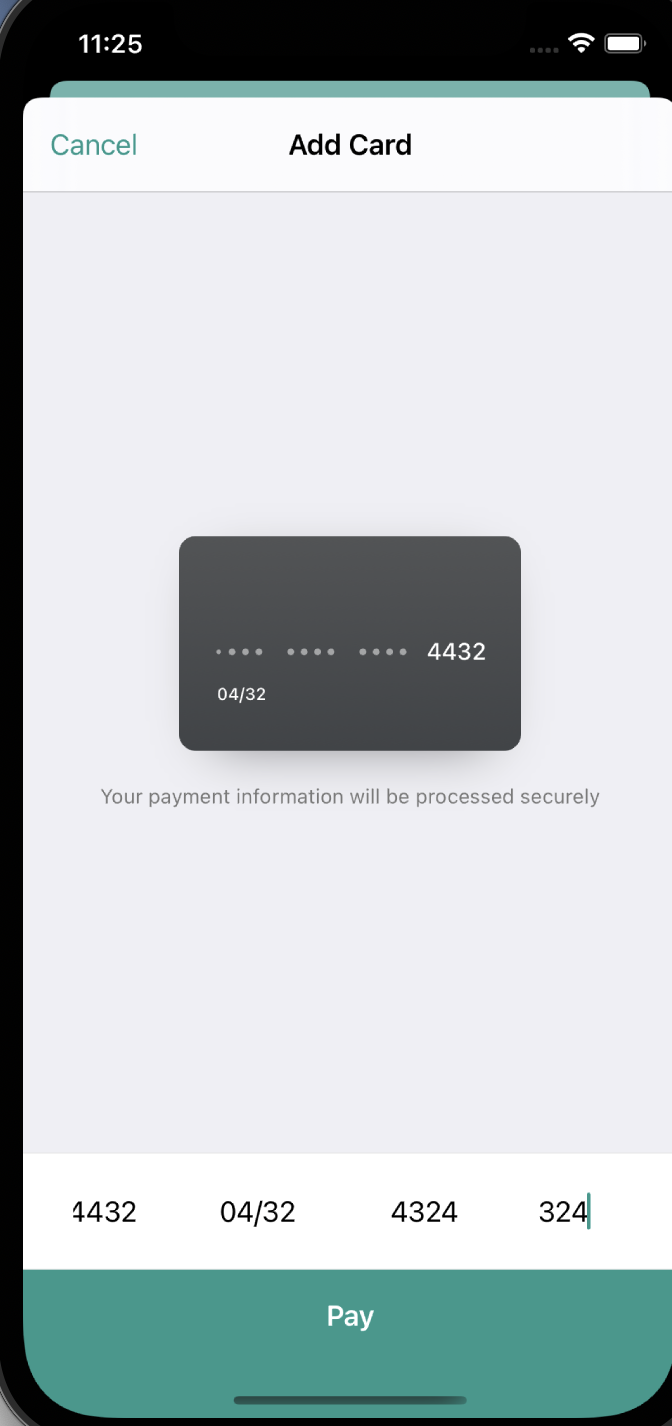 11:25
Cancel Add Card
•••• •••• •••• 4432
04/32
Your payment information will be processed securely
4432 04/32 4324 324
Pay